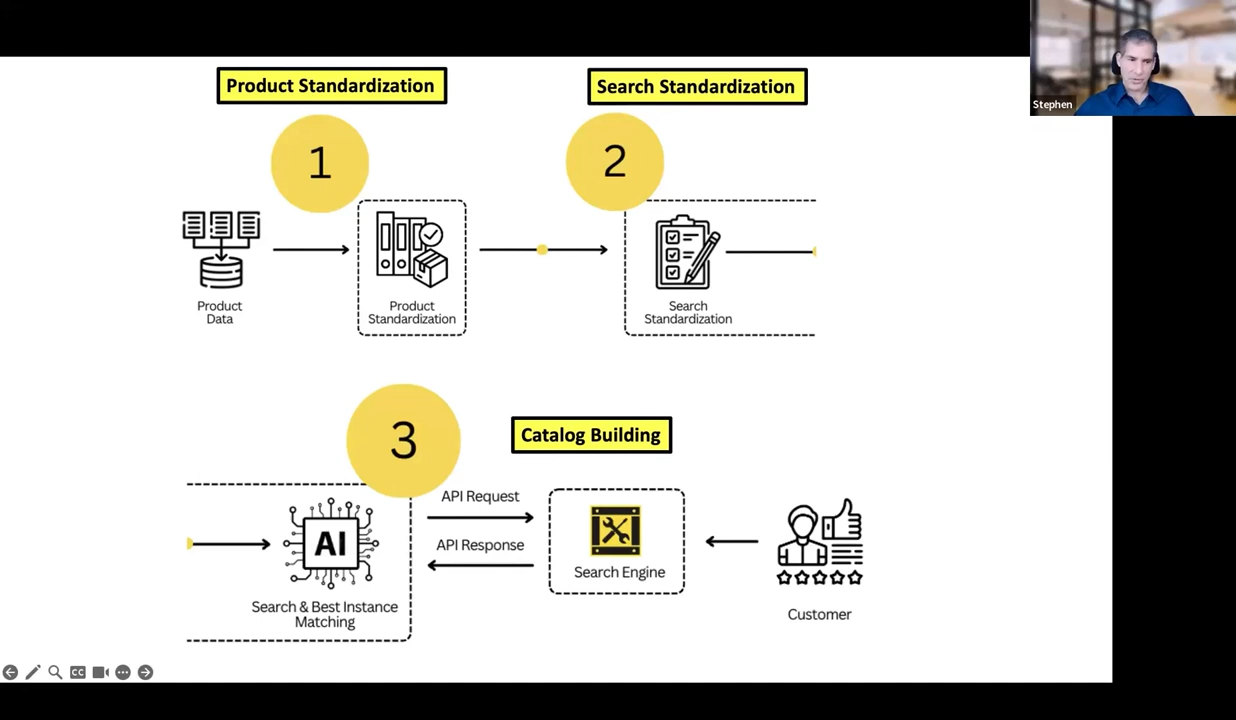 Product Standardization
Search Standardization
Stephen
1
2
Product
Data
Product
Standardization
Search
Standardization
3
Catalog Building
API Request
AI
API Response
Search Engine
Search & Best Instance
Matching
Customer
CC